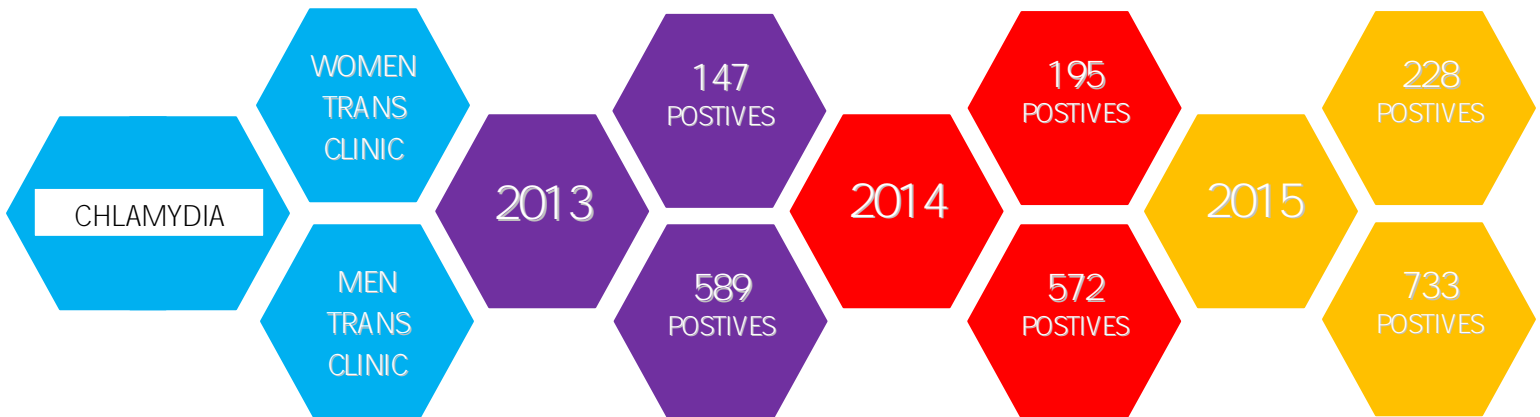 CHLAMYDIA
WOMEN
TRANS
CLINIC
MEN
TRANS
CLINIC
2013
147
POSTIVES
589
POSTIVES
2014
195
POSTIVES
572
POSTIVES
2015
228
POSTIVES
733
POSTIVES